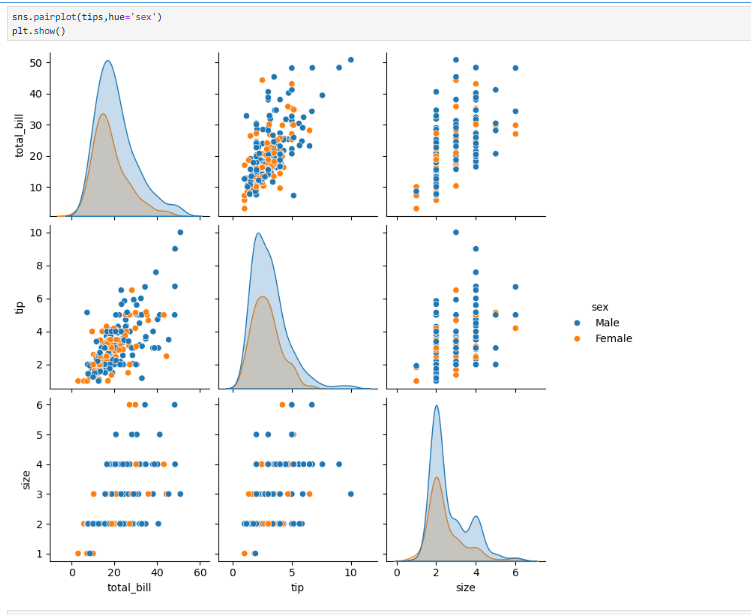 sns.pairplot(tips,hue='sex')
plt.show()
50
40
30
20
10
total_bill
10
8
6
4
2
tip
sex
Male
Female
6
5
4
3
2
1
size
0 20 40 60
0 5 10
0 2 4 6
total_bill
tip
size